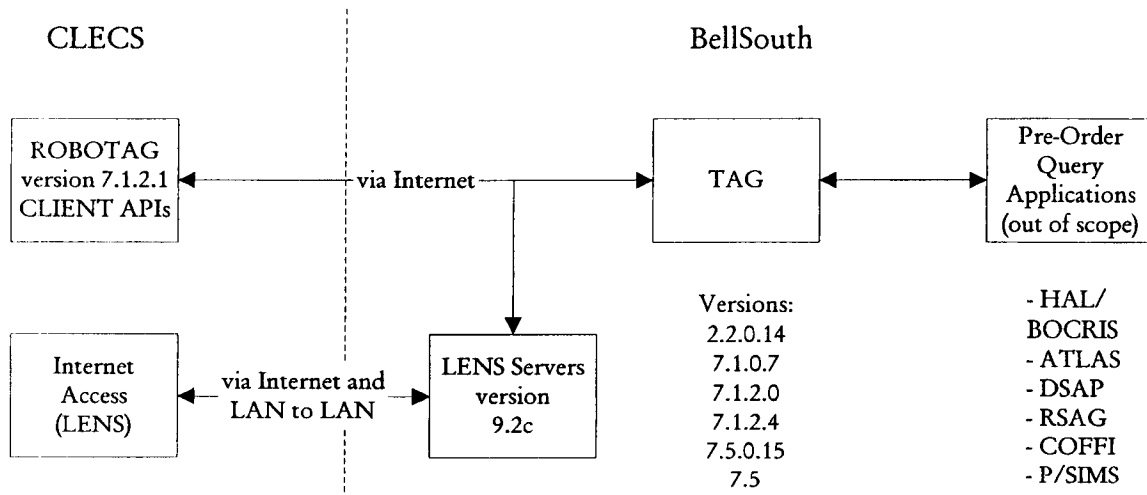 CLECS
BellSouth
ROBOTAG
version 7.1.2.1
CLIENT APIs
via Internet
TAG
Pre-Order
Query
Applications
(out of scope)
Internet
Access
(LENS)
via Internet and
LAN to LAN
LENS Servers
version
9.2c
Versions:
2.2.0.14
7.1.0.7
7.1.2.0
7.1.2.4
7.5.0.15
7.5
- HAL/
BOCRIS
- ATLAS
- DSAP
- RSAG
- COFFI
- P/SIMS